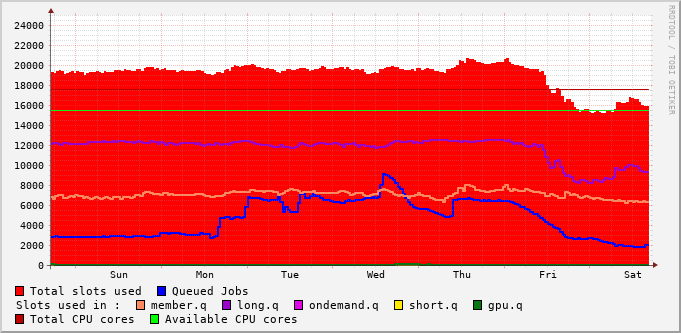 24000
22000
20000
18000
16000
14000
12000
10000
8000
6000
4000
2000
0
Sun Mon Tue Wed Thu Fri Sat
RRDTOOL / TOBI OETIKER
Total slots used Queued Jobs
Slots used in : member.q long.q ondemand.q short.q gpu.q
Total CPU cores Available CPU cores